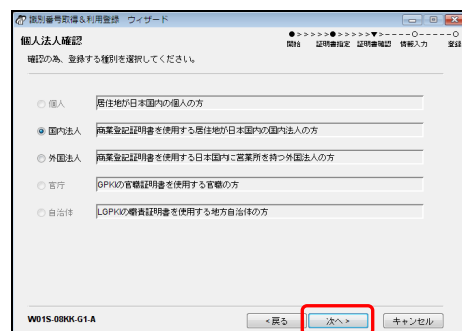 識別番号取得&利用登録 ウィザード
個人法人確認
●>>>>>●>>>>>▼>----○-----○
開始 証明書指定 証明書確認 情報入力 登録
確認の為、登録する種別を選択してください。
個人 居住地が日本国内の個人の方
国内法人 商業登記証明書を使用する居住地が日本国内の国内法人の方
外国法人 商業登記証明書を使用する日本国内に営業所を持つ外国法人の方
官庁 GPKIの官職証明書を使用する官職の方
自治体 LGPKIの職責証明書を使用する地方自治体の方
W01S-08KK-G1-A
<戻る 次へ> キャンセル